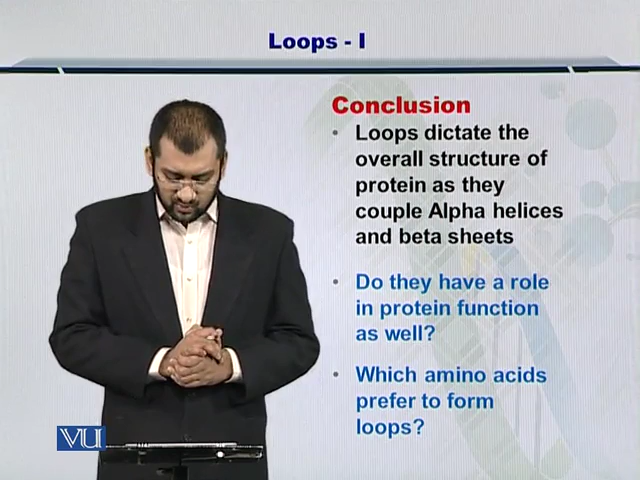 Loops - I
Conclusion
• Loops dictate the
overall structure of
protein as they
couple Alpha helices
and beta sheets
• Do they have a role
in protein function
as well?
• Which amino acids
prefer to form
loops?
VU